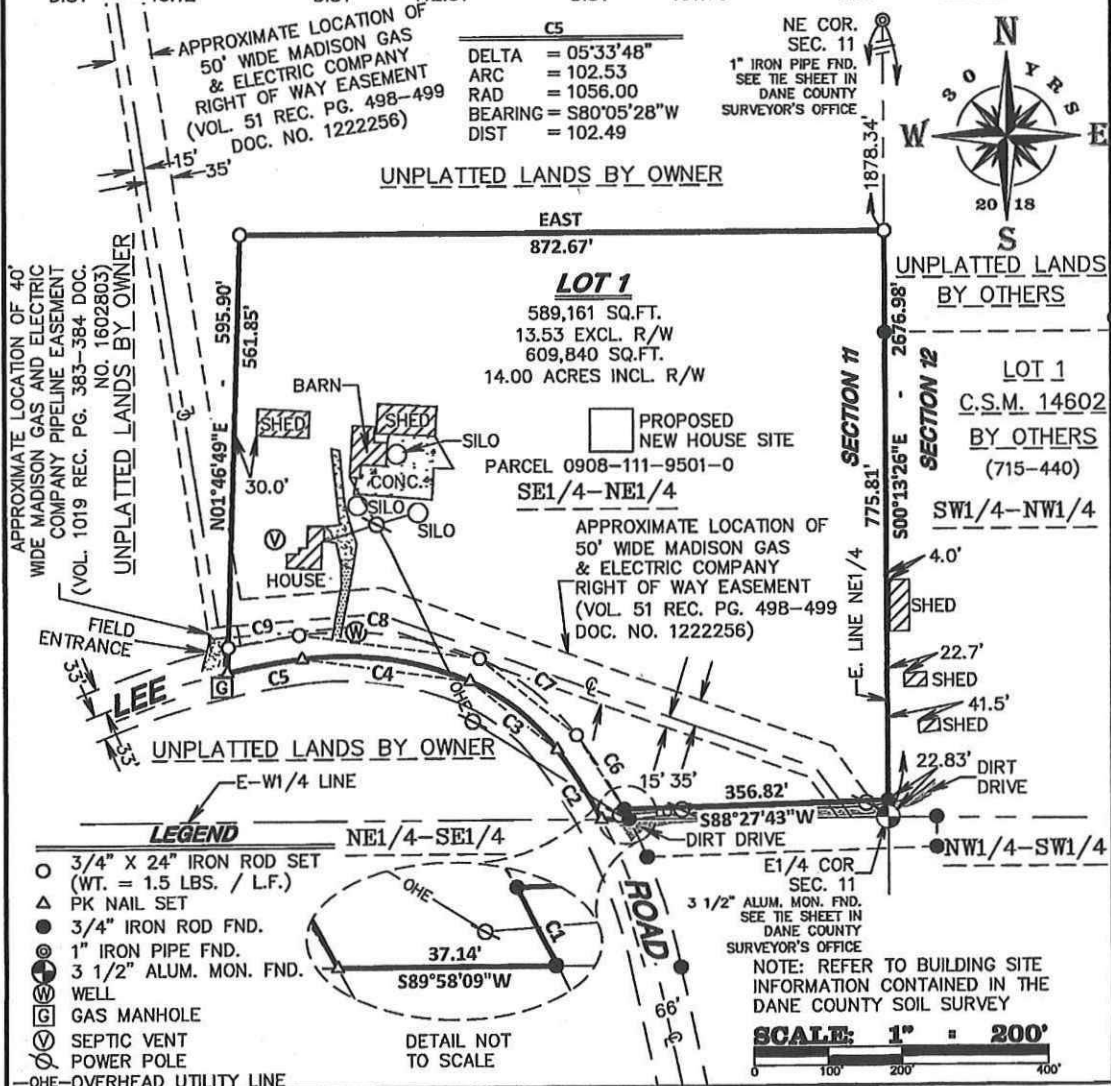 APPROXIMATE LOCATION OF
50' WIDE MADISON GAS
& ELECTRIC COMPANY
RIGHT OF WAY EASEMENT
(VOL. 51 REC. PG. 498-499
DOC. NO. 1222256)
15'
35'
C5
DELTA = 05°33'48"
ARC = 102.53
RAD = 1056.00
BEARING = S80°05'28"W
DIST = 102.49
NE COR.
SEC. 11
1" IRON PIPE FND.
SEE TIE SHEET IN
DANE COUNTY
SURVEYOR'S OFFICE
1878.34'
N
30 YRS
W
E
20 18
S
UNPLATTED LANDS BY OWNER
EAST
872.67'
APPROXIMATE LOCATION OF 40'
WIDE MADISON GAS AND ELECTRIC
COMPANY PIPELINE EASEMENT
(VOL. 1019 REC. PG. 383-384 DOC.
NO. 1602803)
UNPLATTED LANDS BY OWNER
℄
N01°46'49"E - 595.90'
561.85'
LOT 1
589,161 SQ.FT.
13.53 EXCL. R/W
609,840 SQ.FT.
14.00 ACRES INCL. R/W
BARN
SHED
SHED
SILO
CONC.
SILO
SILO
30.0'
V
HOUSE
PROPOSED
NEW HOUSE SITE
PARCEL 0908-111-9501-0
SE1/4-NE1/4
APPROXIMATE LOCATION OF
50' WIDE MADISON GAS
& ELECTRIC COMPANY
RIGHT OF WAY EASEMENT
(VOL. 51 REC. PG. 498-499
DOC. NO. 1222256)
E. LINE NE1/4
775.81'
SECTION 11
S00°13'26"E - 2676.98'
SECTION 12
UNPLATTED LANDS
BY OTHERS
LOT 1
C.S.M. 14602
BY OTHERS
(715-440)
SW1/4-NW1/4
4.0'
SHED
22.7'
SHED
41.5'
SHED
22.83'
DIRT
DRIVE
FIELD
ENTRANCE
C9
C8
W
C7
C6
C5
C4
C3
C2
G
OHE
℄
15' 35'
33'
33'
LEE
UNPLATTED LANDS BY OWNER
E-W1/4 LINE
356.82'
S88°27'43"W
DIRT DRIVE
NE1/4-SE1/4
NW1/4-SW1/4
E1/4 COR
SEC. 11
3 1/2" ALUM. MON. FND.
SEE TIE SHEET IN
DANE COUNTY
SURVEYOR'S OFFICE
ROAD
66'
℄
OHE
C1
37.14'
S89°58'09"W
DETAIL NOT
TO SCALE
LEGEND
3/4" X 24" IRON ROD SET
(WT. = 1.5 LBS. / L.F.)
PK NAIL SET
3/4" IRON ROD FND.
1" IRON PIPE FND.
3 1/2" ALUM. MON. FND.
W WELL
G GAS MANHOLE
V SEPTIC VENT
POWER POLE
-OHE-OVERHEAD UTILITY LINE
NOTE: REFER TO BUILDING SITE
INFORMATION CONTAINED IN THE
DANE COUNTY SOIL SURVEY
SCALE: 1" = 200'
0 100' 200' 400'